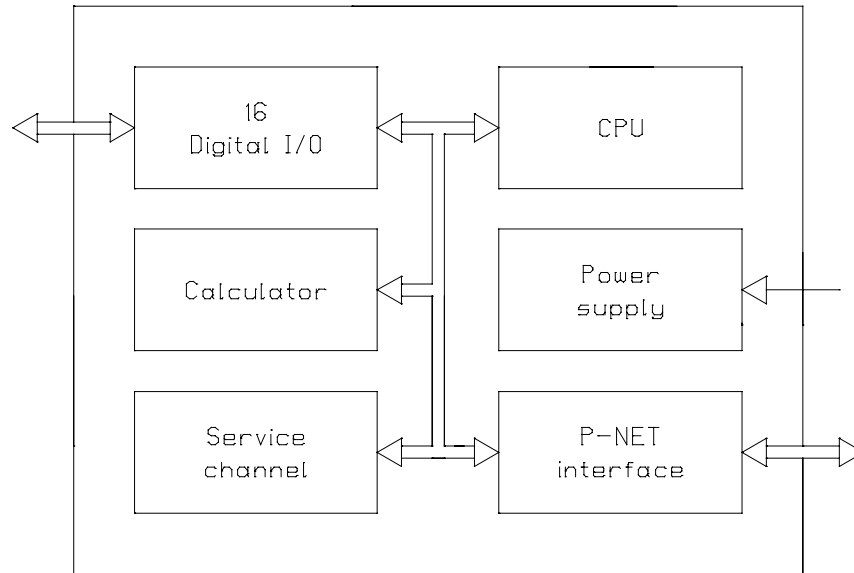 16
Digital I/O
CPU
Calculator
Power
supply
Service
channel
P-NET
interface